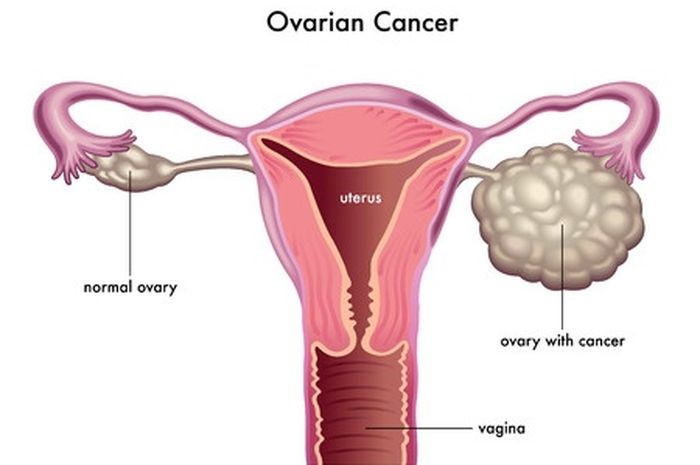 Ovarian Cancer
uterus
normal ovary
ovary with cancer
vagina